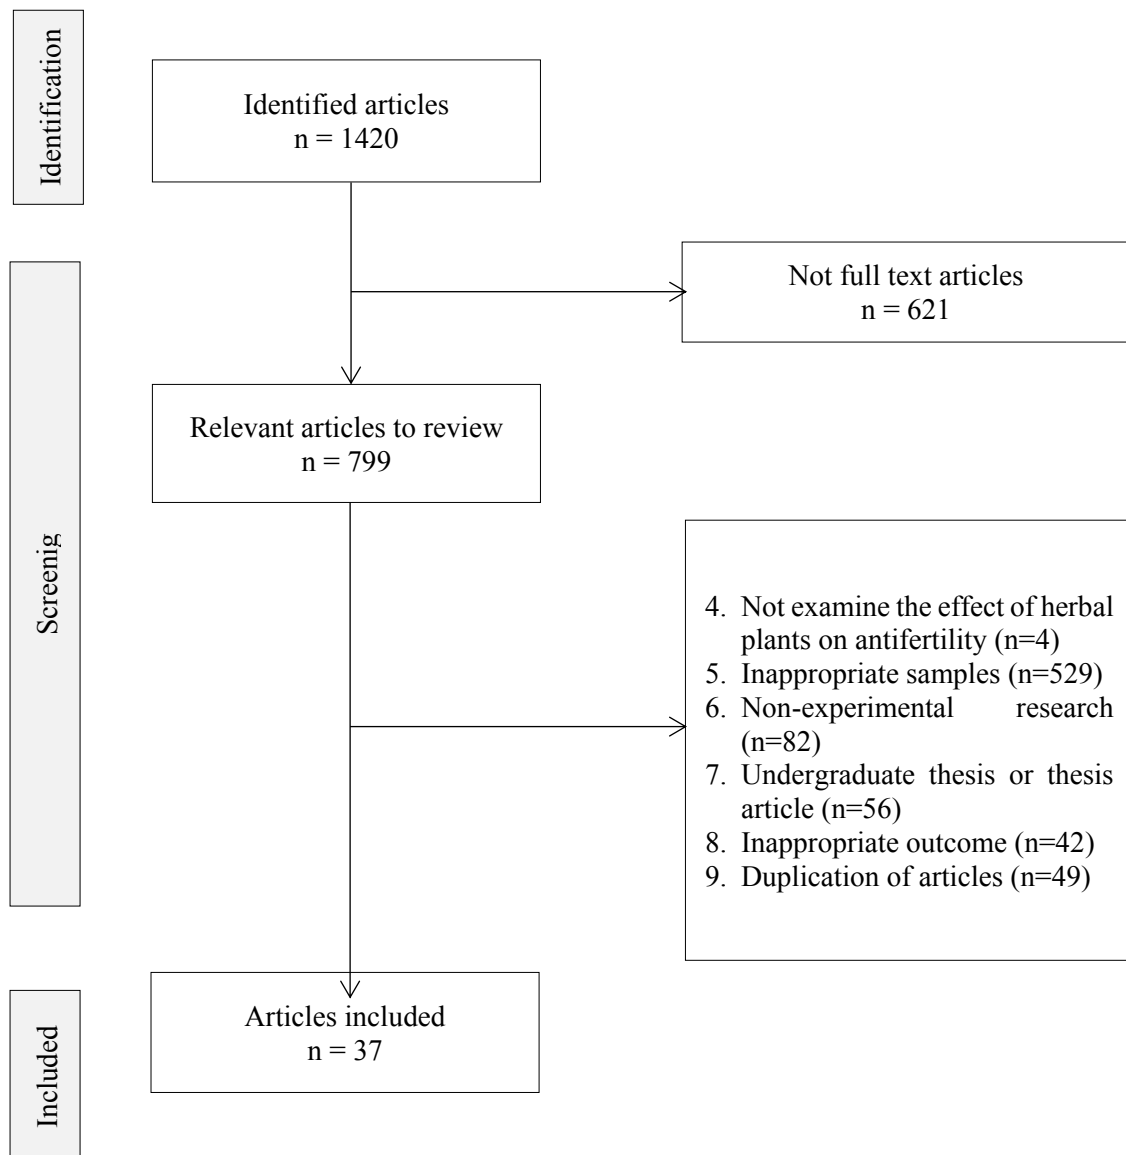 Identification
Identified articles
n = 1420
Not full text articles
n = 621
Screenig
Relevant articles to review
n = 799
4. Not examine the effect of herbal
plants on antifertility (n=4)
5. Inappropriate samples (n=529)
6. Non-experimental research
(n=82)
7. Undergraduate thesis or thesis
article (n=56)
8. Inappropriate outcome (n=42)
9. Duplication of articles (n=49)
Included
Articles included
n = 37